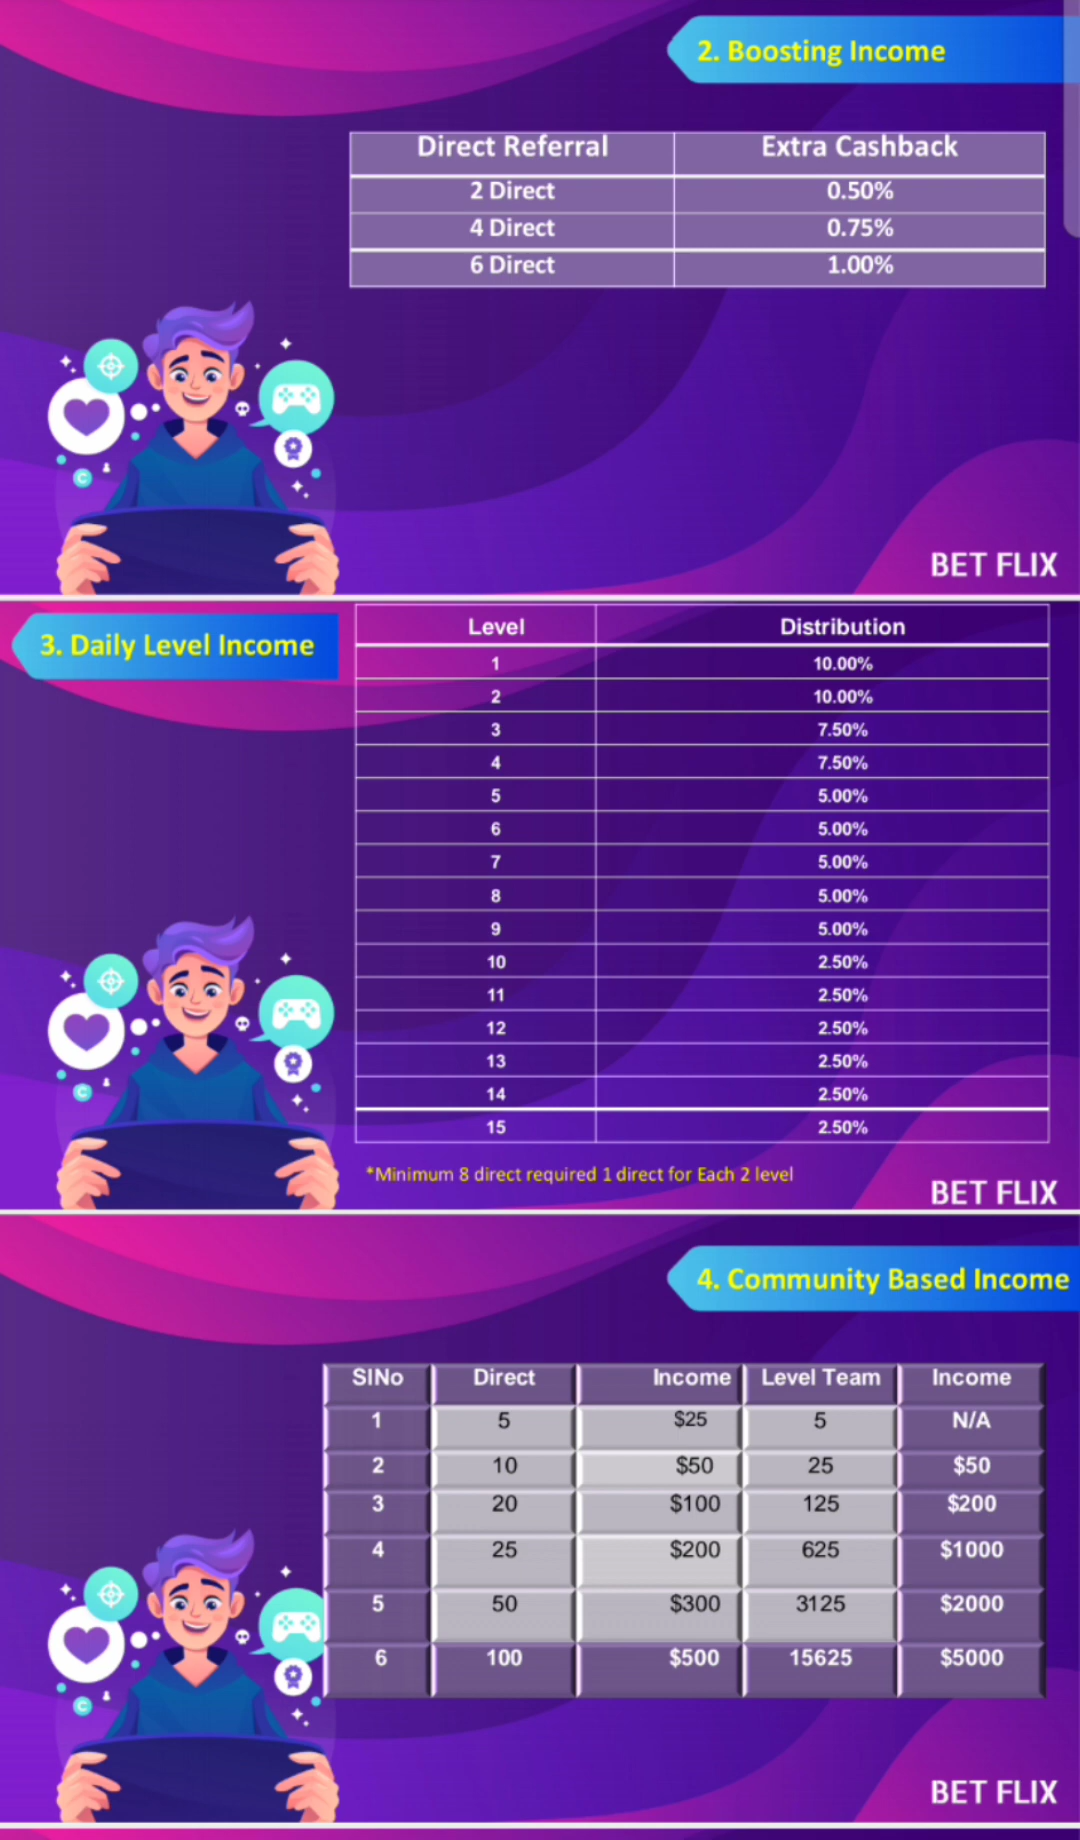 2. Boosting Income
Direct Referral Extra Cashback
2 Direct 0.50%
4 Direct 0.75%
6 Direct 1.00%
BET FLIX
3. Daily Level Income
Level Distribution
1 10.00%
2 10.00%
3 7.50%
4 7.50%
5 5.00%
6 5.00%
7 5.00%
8 5.00%
9 5.00%
10 2.50%
11 2.50%
12 2.50%
13 2.50%
14 2.50%
15 2.50%
*Minimum 8 direct required 1 direct for Each 2 level
BET FLIX
4. Community Based Income
SlNo Direct Income Level Team Income
1 5 $25 5 N/A
2 10 $50 25 $50
3 20 $100 125 $200
4 25 $200 625 $1000
5 50 $300 3125 $2000
6 100 $500 15625 $5000
BET FLIX